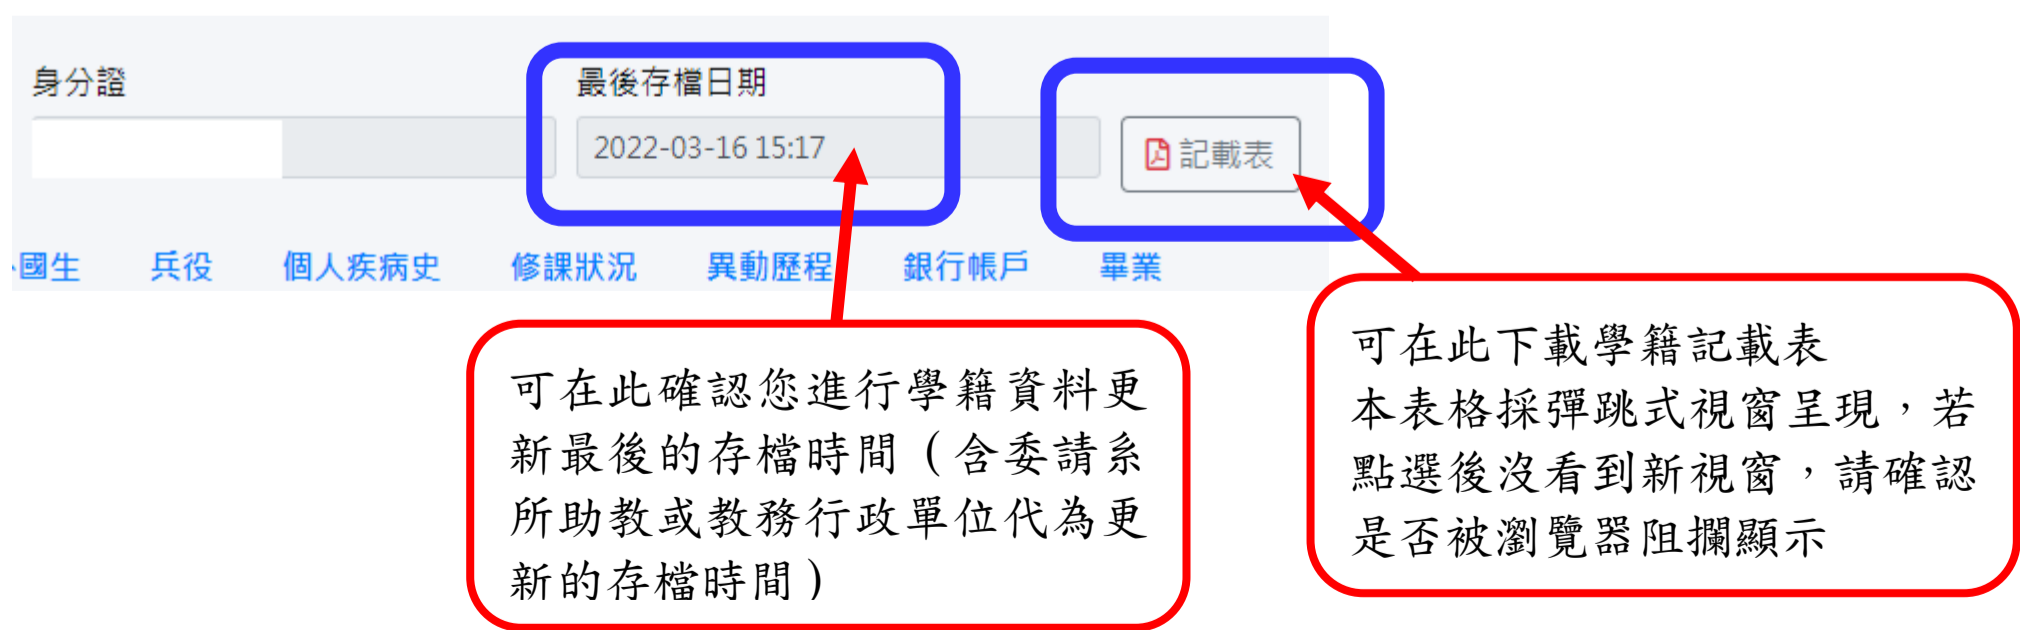 身分證
最後存檔日期
2022-03-16 15:17
記載表
國生 兵役 個人疾病史 修課狀況 異動歷程 銀行帳戶 畢業
可在此確認您進行學籍資料更
新最後的存檔時間（含委請系
所助教或教務行政單位代為更
新的存檔時間）
可在此下載學籍記載表
本表格採彈跳式視窗呈現，若
點選後沒看到新視窗，請確認
是否被瀏覽器阻攔顯示